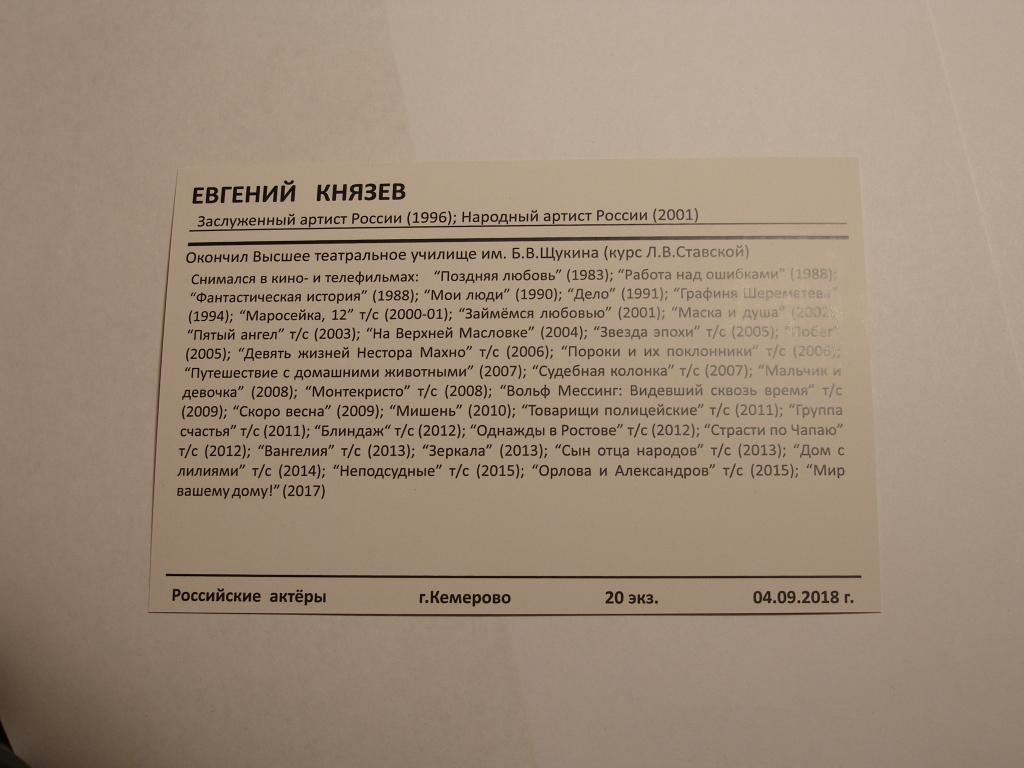 ЕВГЕНИЙ КНЯЗЕВ
Заслуженный артист России (1996); Народный артист России (2001)
Окончил Высшее театральное училище им. Б.В.Щукина (курс Л.В.Ставской)
Снимался в кино- и телефильмах: “Поздняя любовь” (1983); “Работа над ошибками” (1988);
“Фантастическая история” (1988); “Мои люди” (1990); “Дело” (1991); “Графиня Шереметева”
(1994); “Маросейка, 12” т/с (2000-01); “Займёмся любовью” (2001); “Маска и душа” (2002);
“Пятый ангел” т/с (2003); “На Верхней Масловке” (2004); “Звезда эпохи” т/с (2005); “Побег”
(2005); “Девять жизней Нестора Махно” т/с (2006); “Пороки и их поклонники” т/с (2006);
“Путешествие с домашними животными” (2007); “Судебная колонка” т/с (2007); “Мальчик и
девочка” (2008); “Монтекристо” т/с (2008); “Вольф Мессинг: Видевший сквозь время” т/с
(2009); “Скоро весна” (2009); “Мишень” (2010); “Товарищи полицейские” т/с (2011); “Группа
счастья” т/с (2011); “Блиндаж“ т/с (2012); “Однажды в Ростове” т/с (2012); “Страсти по Чапаю”
т/с (2012); “Вангелия” т/с (2013); “Зеркала” (2013); “Сын отца народов” т/с (2013); “Дом с
лилиями” т/с (2014); “Неподсудные” т/с (2015); “Орлова и Александров” т/с (2015); “Мир
вашему дому!” (2017)
Российские актёры г.Кемерово 20 экз. 04.09.2018 г.